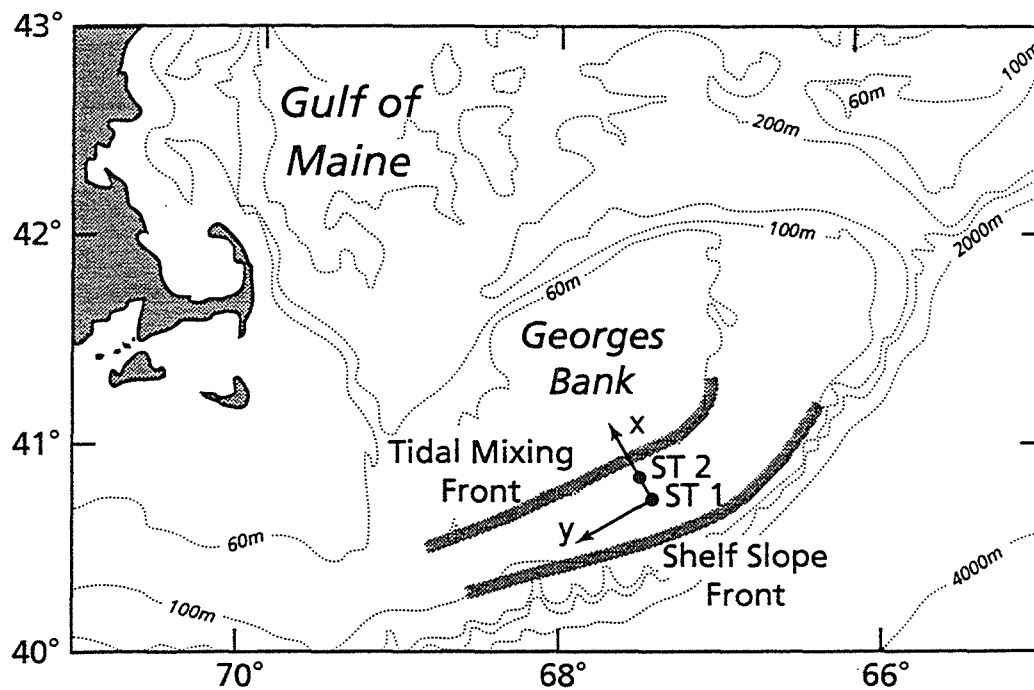 43°
42°
41°
40°
70°
68°
66°
Gulf of
Maine
100m
60m
200m
2000m
100m
60m
Georges
Bank
x
Tidal Mixing
Front
ST 2
ST 1
y
60m
Shelf Slope
Front
100m
4000m